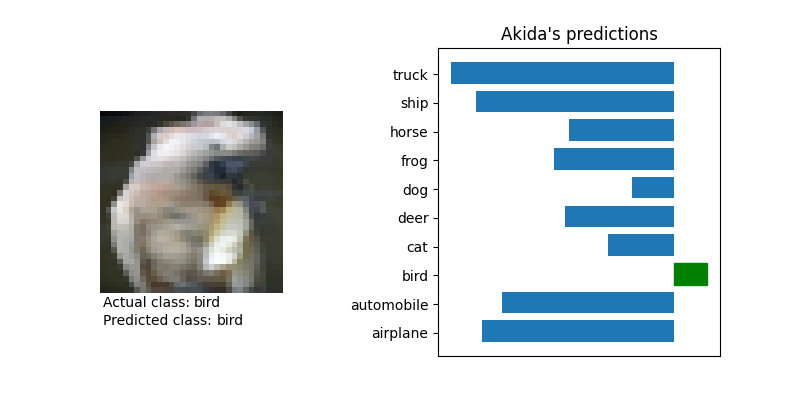 Akida's predictions
truck
ship
horse
frog
dog
deer
cat
bird
automobile
airplane
Actual class: bird
Predicted class: bird